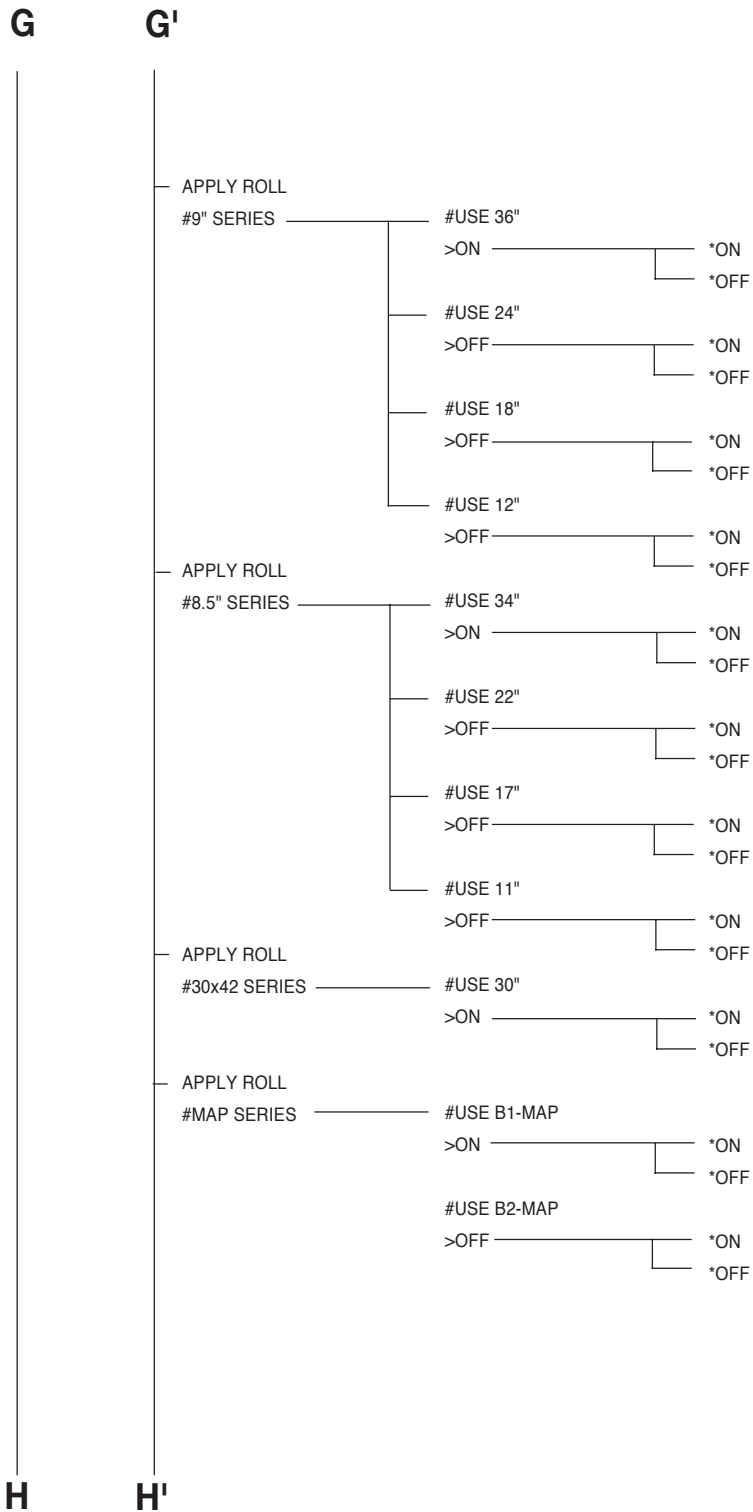 G G'
APPLY ROLL
#9" SERIES #USE 36"
>ON *ON
*OFF
#USE 24"
>OFF *ON
*OFF
#USE 18"
>OFF *ON
*OFF
#USE 12"
>OFF *ON
*OFF
APPLY ROLL
#8.5" SERIES #USE 34"
>ON *ON
*OFF
#USE 22"
>OFF *ON
*OFF
#USE 17"
>OFF *ON
*OFF
#USE 11"
>OFF *ON
*OFF
APPLY ROLL
#30x42 SERIES #USE 30"
>ON *ON
*OFF
APPLY ROLL
#MAP SERIES #USE B1-MAP
>ON *ON
*OFF
#USE B2-MAP
>OFF *ON
*OFF
H H'